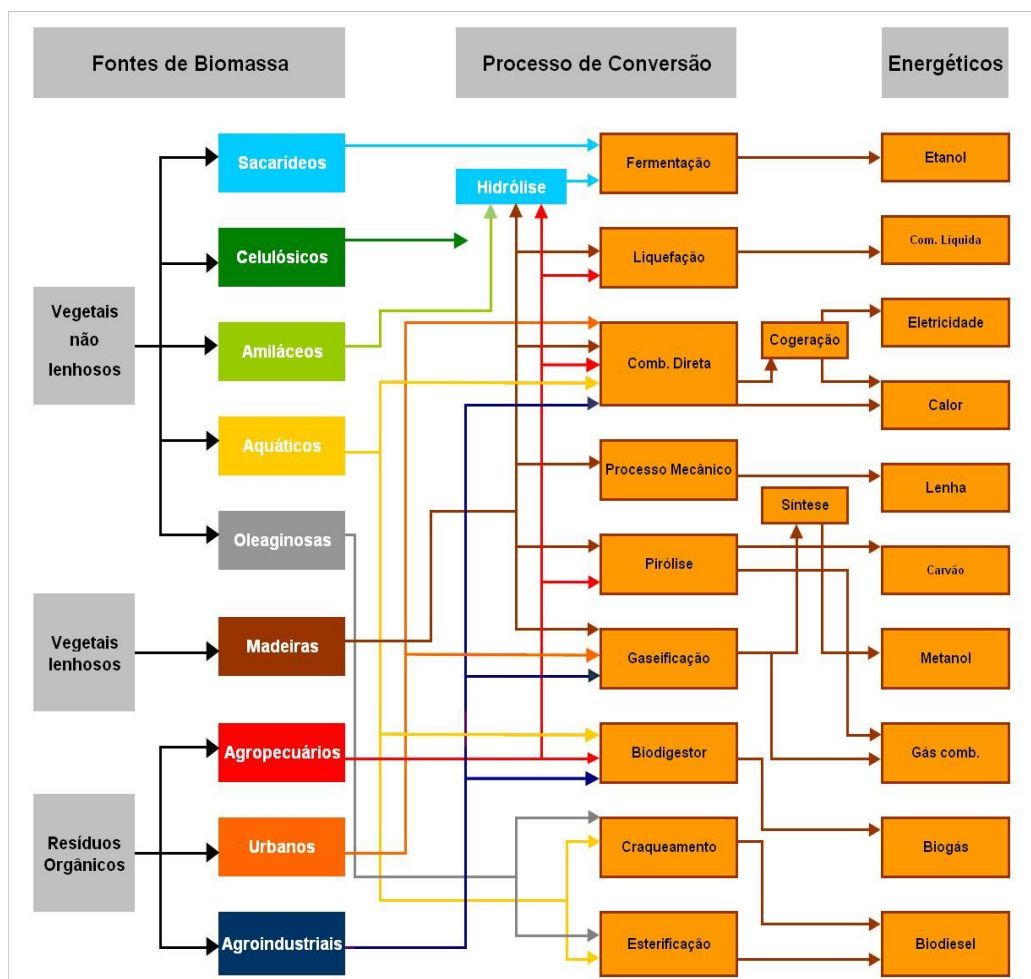 Fontes de Biomassa
Processo de Conversão
Energéticos
Vegetais
não
lenhosos
Vegetais
lenhosos
Resíduos
Orgânicos
Sacarídeos
Celulósicos
Amiláceos
Aquáticos
Oleaginosas
Madeiras
Agropecuários
Urbanos
Agroindustriais
Hidrólise
Fermentação
Liquefação
Comb. Direta
Processo Mecânico
Pirólise
Gaseificação
Biodigestor
Craqueamento
Esterificação
Cogeração
Síntese
Etanol
Com. Líquida
Eletricidade
Calor
Lenha
Carvão
Metanol
Gás comb.
Biogás
Biodiesel